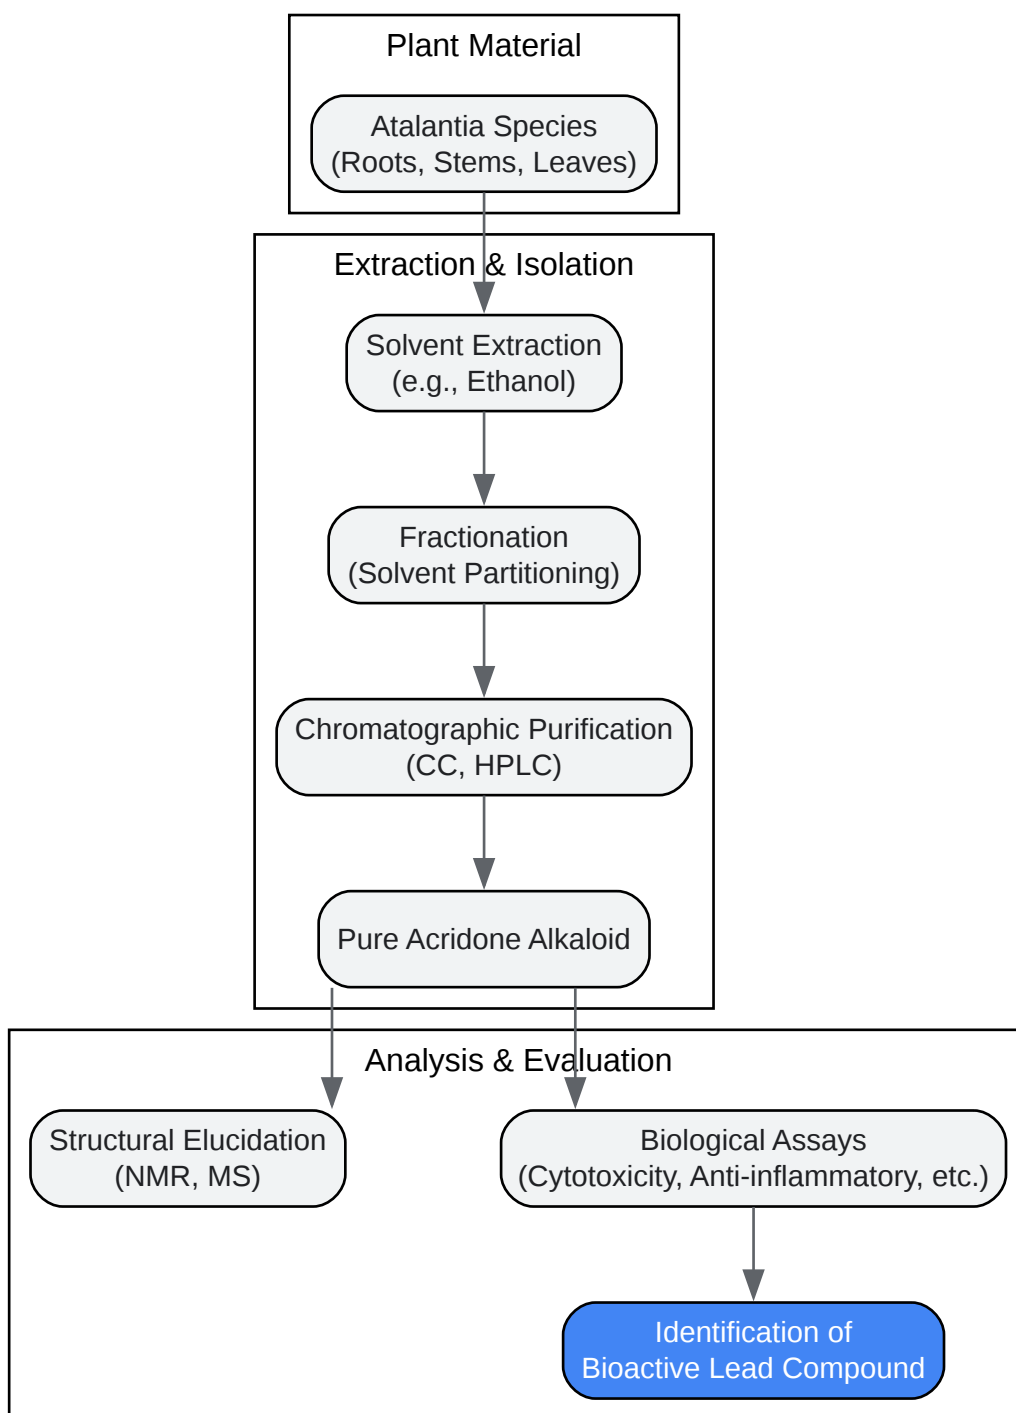 Plant Material
Atalantia Species
(Roots, Stems, Leaves)
Extraction & Isolation
Solvent Extraction
(e.g., Ethanol)
Fractionation
(Solvent Partitioning)
Chromatographic Purification
(CC, HPLC)
Pure Acridone Alkaloid
Analysis & Evaluation
Structural Elucidation
(NMR, MS)
Biological Assays
(Cytotoxicity, Anti-inflammatory, etc.)
Identification of
Bioactive Lead Compound